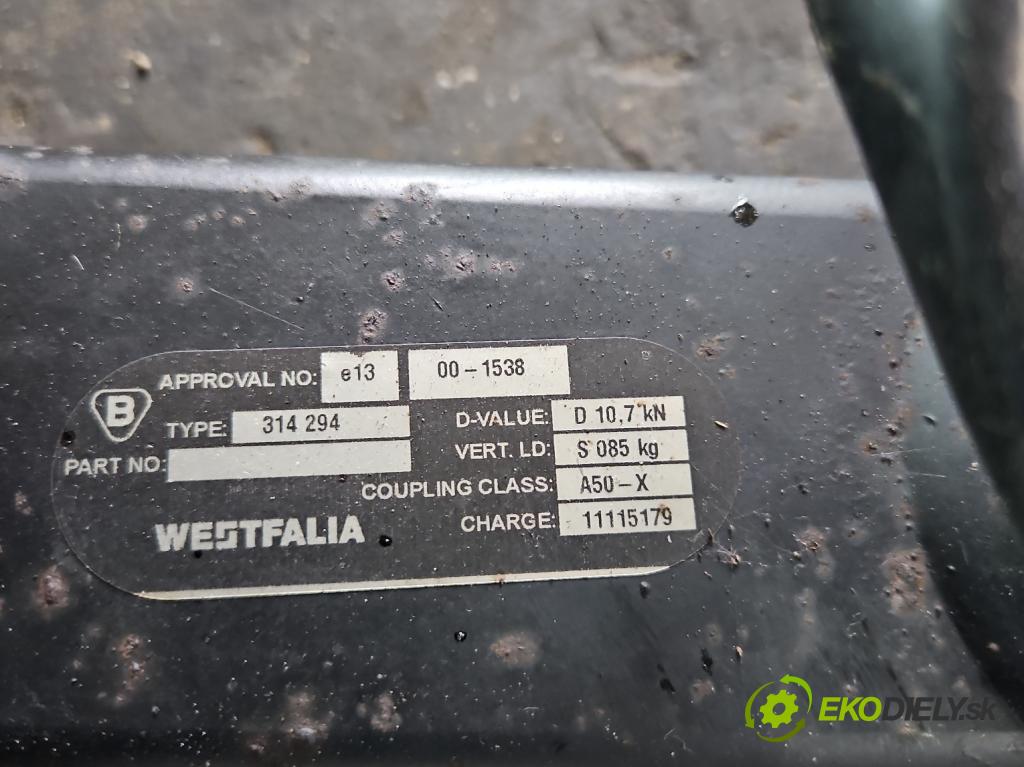 B
APPROVAL NO: e13 00-1538
TYPE: 314 294
D-VALUE: D 10,7 kN
PART NO:
VERT. LD: S 085 kg
COUPLING CLASS: A50-X
WESTFALIA
CHARGE: 11115179
EKODIELY.sk